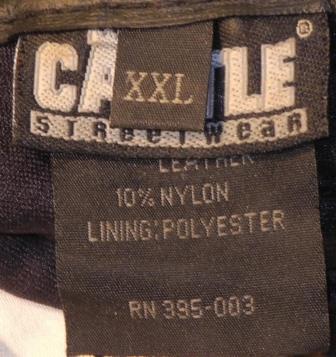 ®
XXL
STREETWEAR
LEATHER
10% NYLON
LINING: POLYESTER
RN 395-003